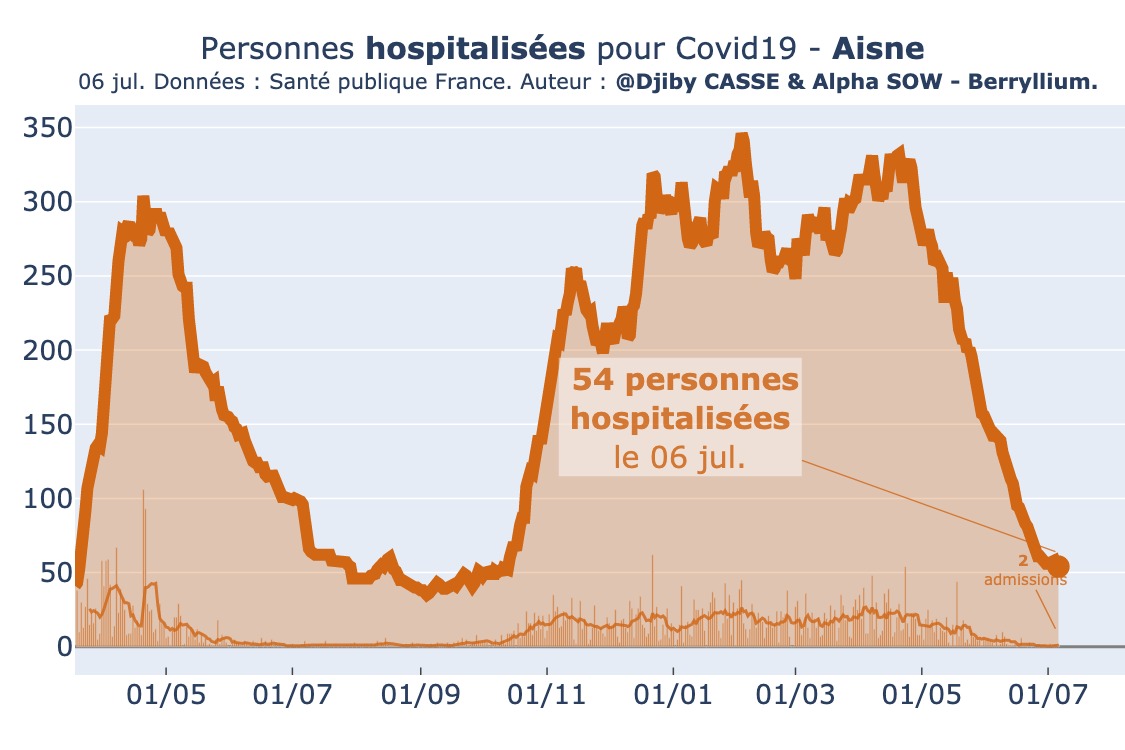 Personnes hospitalisées pour Covid19 - Aisne
06 jul. Données : Santé publique France. Auteur : @Djiby CASSE & Alpha SOW - Berryllium.
350
300
250
200
150
100
50
0
54 personnes
hospitalisées
le 06 jul.
2
admissions
01/05 01/07 01/09 01/11 01/01 01/03 01/05 01/07